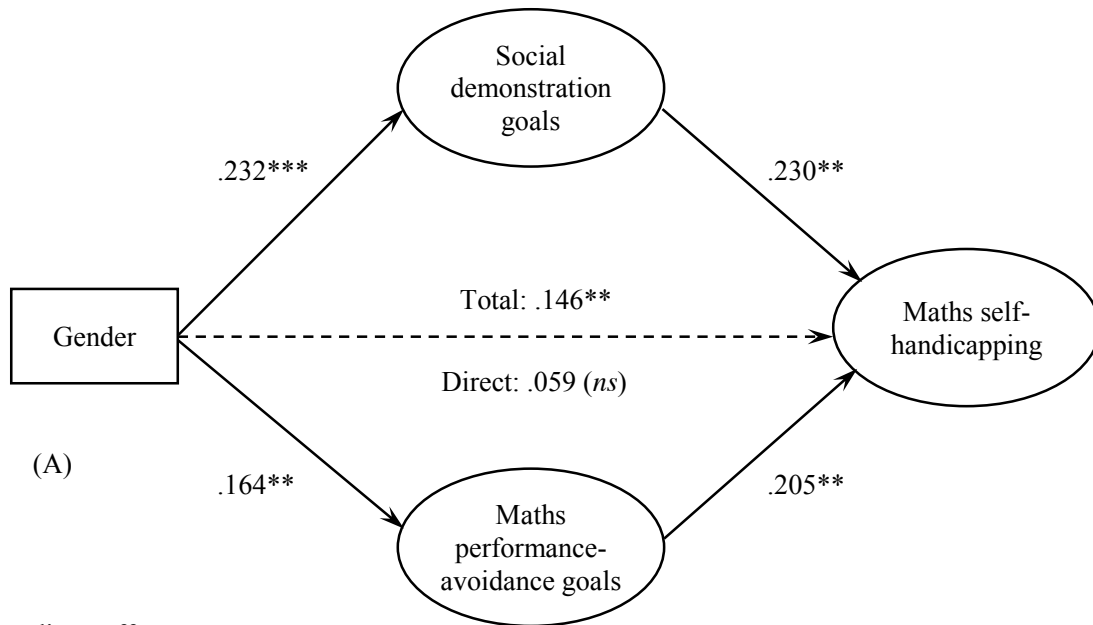 Social
demonstration
goals
.232***
.230**
Total: .146**
Gender
Maths self-
handicapping
Direct: .059 (ns)
(A)
.164**
.205**
Maths
performance-
avoidance goals